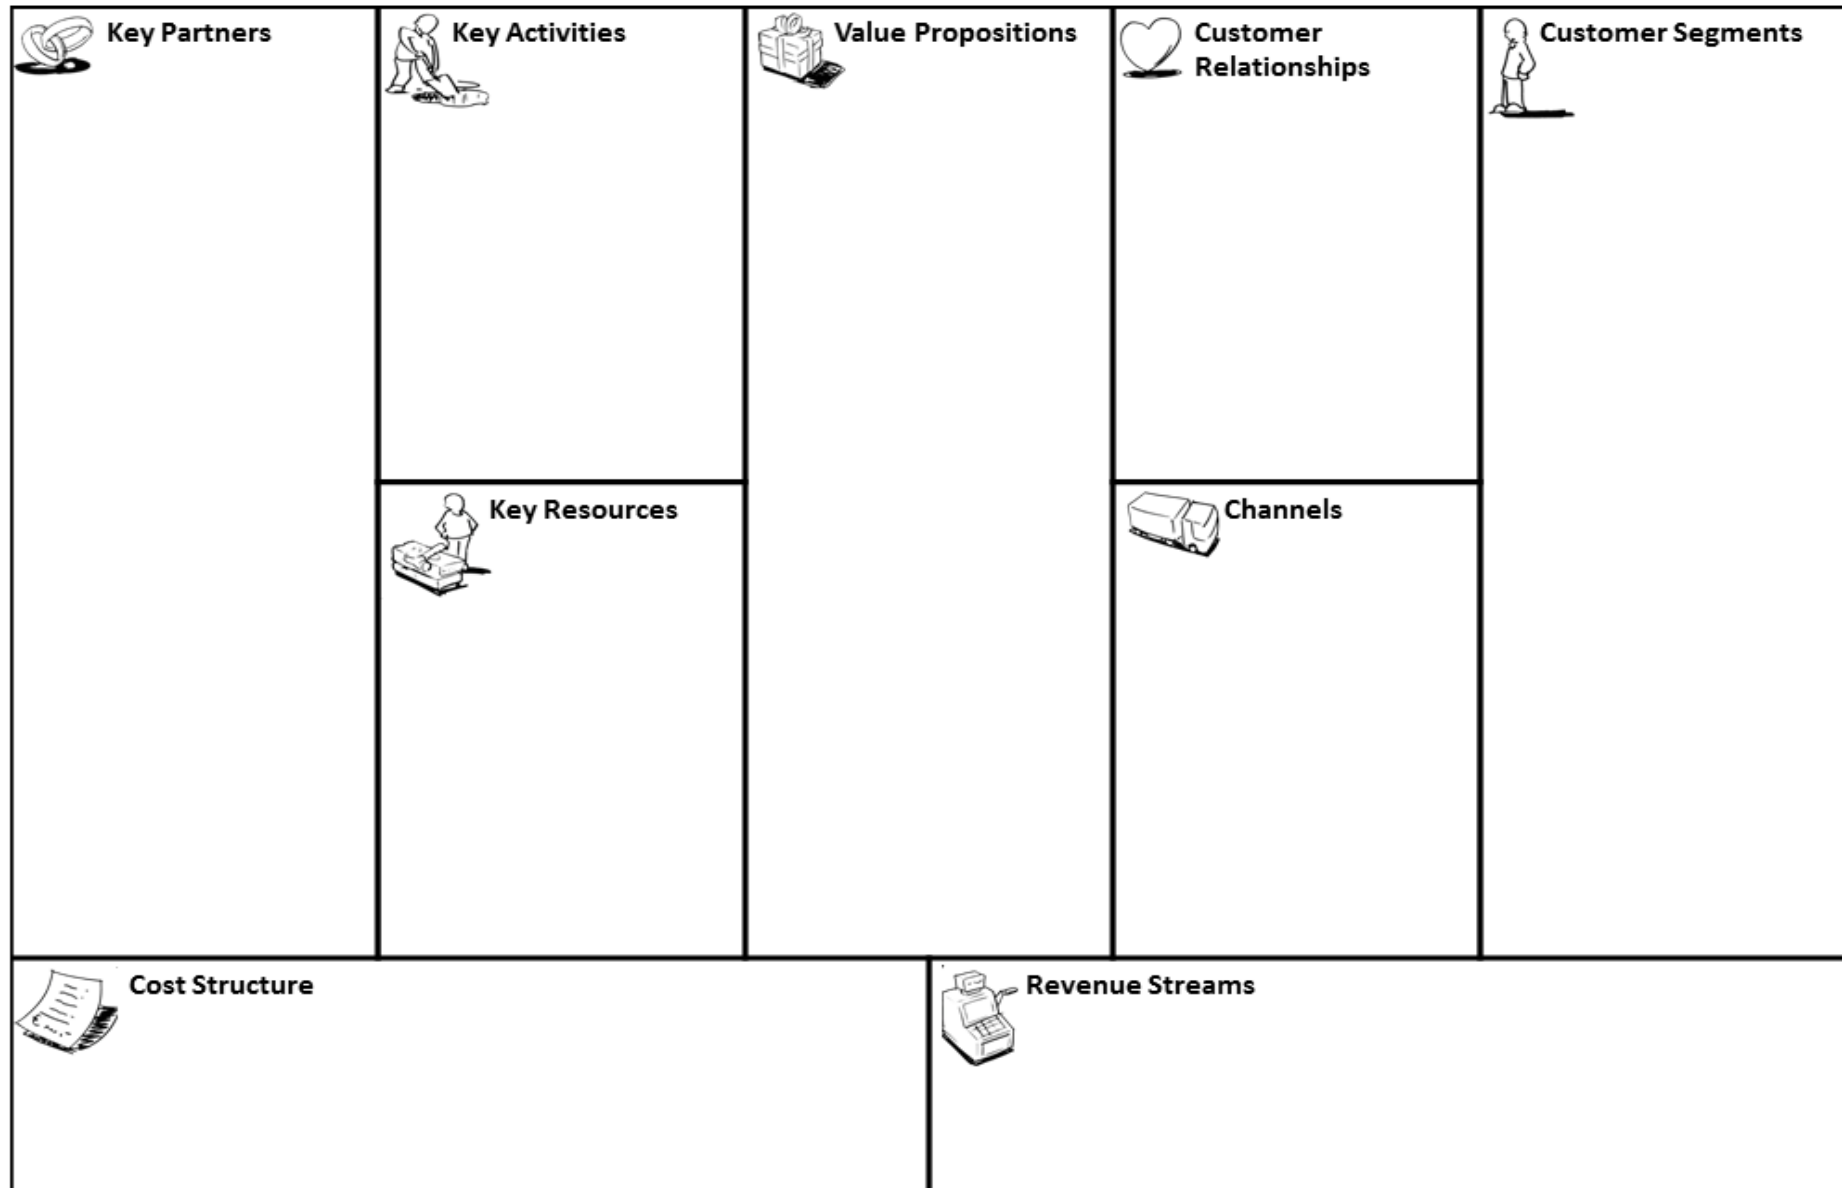 Key Partners
Key Activities
Value Propositions
Customer
Relationships
Customer Segments
Key Resources
Channels
Cost Structure
Revenue Streams